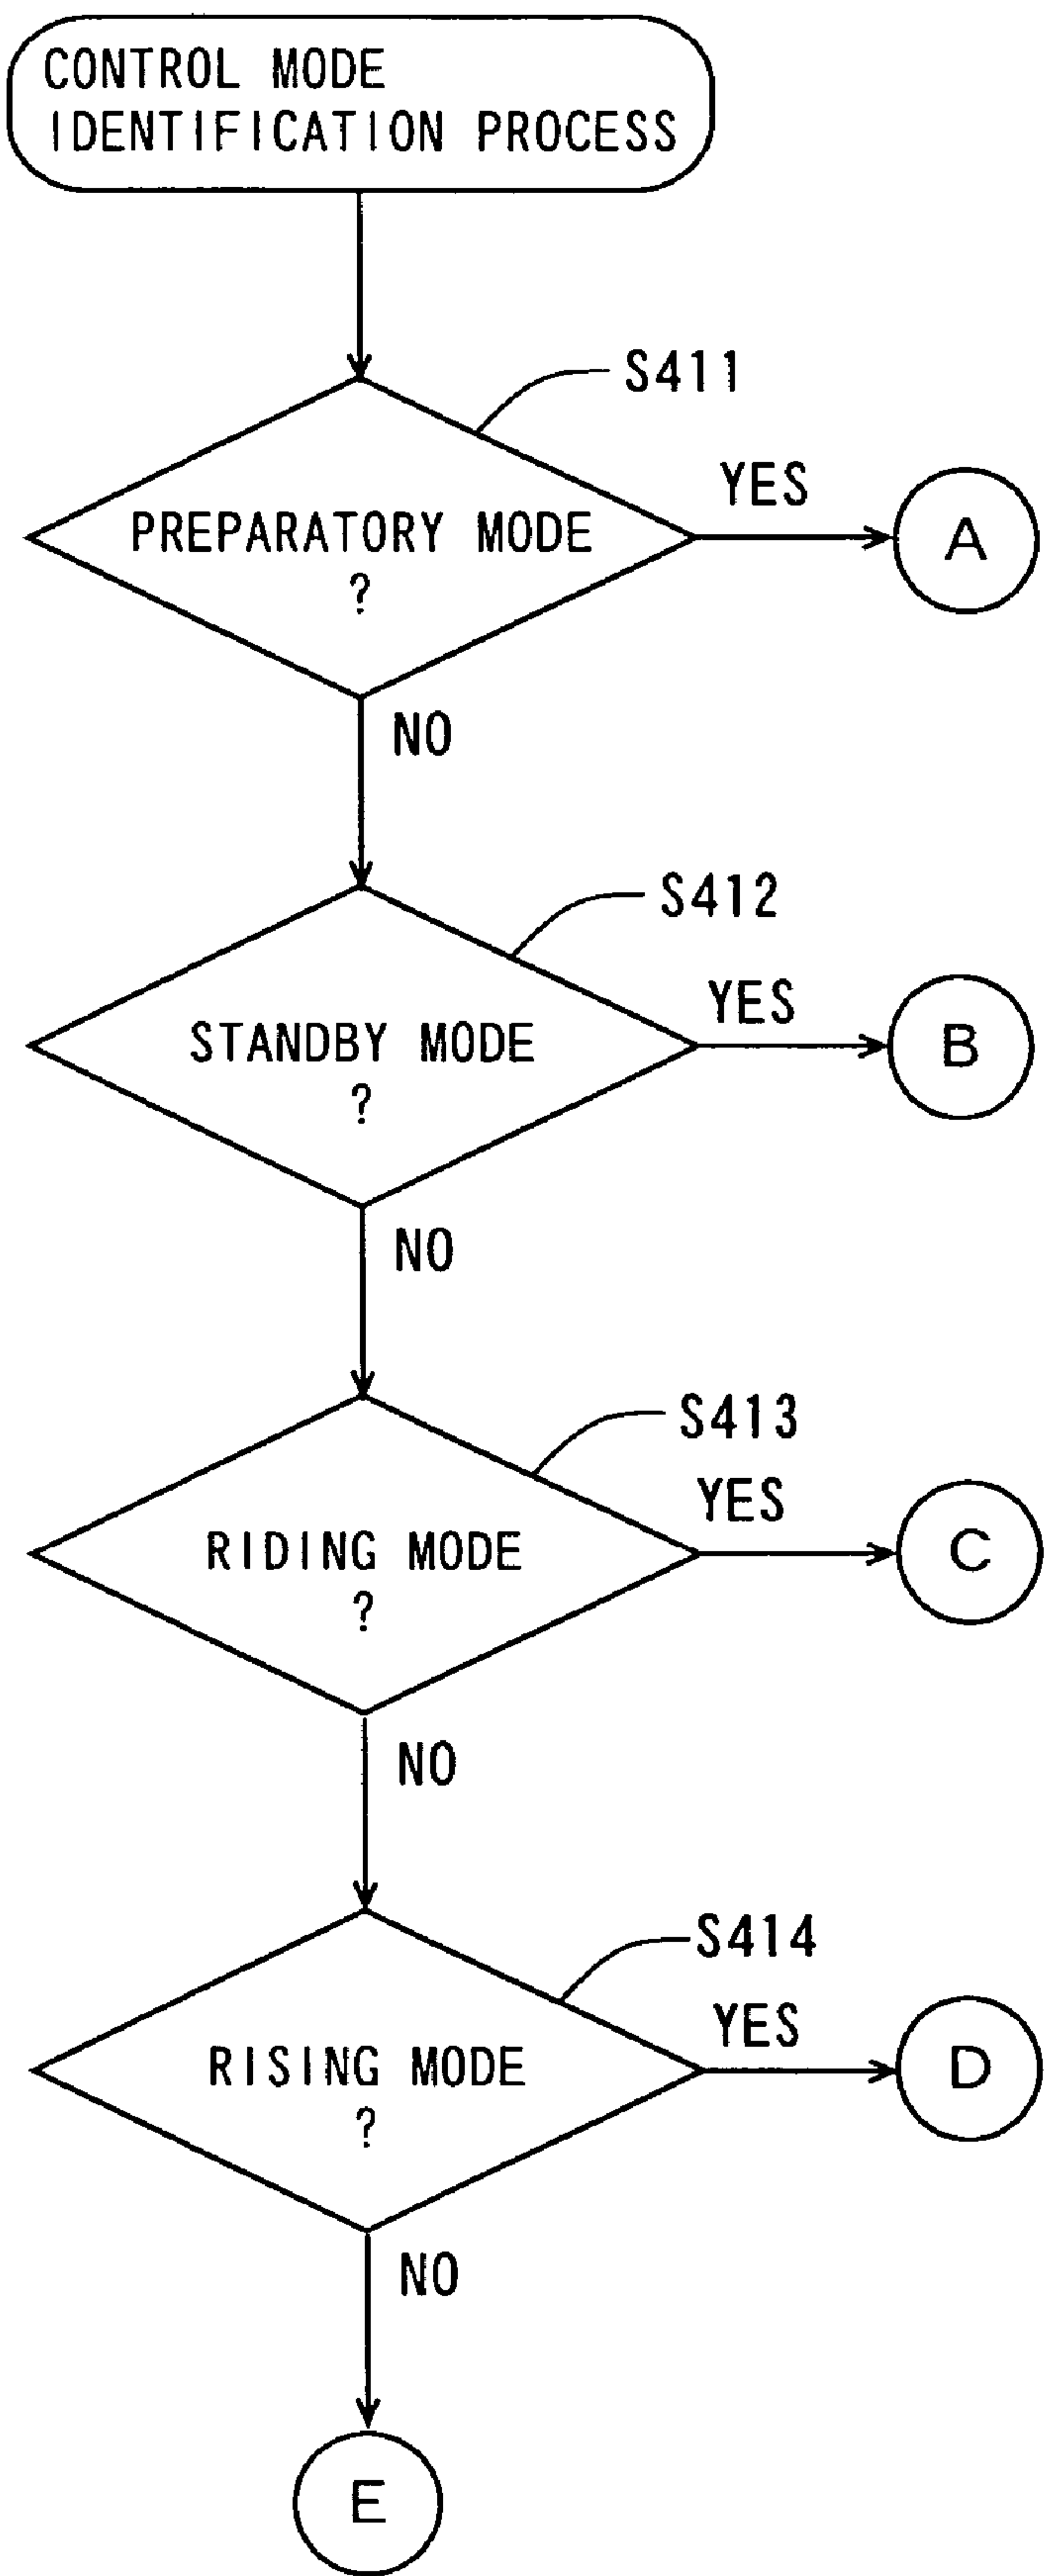 CONTROL MODE
IDENTIFICATION PROCESS
S411
PREPARATORY MODE
?
YES
A
NO
S412
STANDBY MODE
?
YES
B
NO
S413
RIDING MODE
?
YES
C
NO
S414
RISING MODE
?
YES
D
NO
E